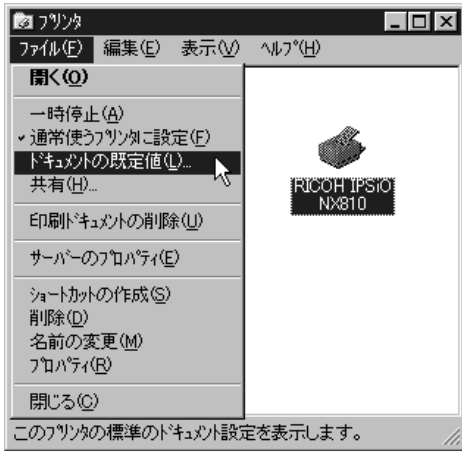 プリンタ
ファイル(F) 編集(E) 表示(V) ヘルプ(H)
開く(O)
一時停止(A)
通常使うプリンタに設定(F)
ドキュメントの既定値(L)...
共有(H)...
印刷ドキュメントの削除(U)
サーバーのプロパティ(E)
ショートカットの作成(S)
削除(D)
名前の変更(M)
プロパティ(R)
閉じる(C)
RICOH IPSiO
NX810
このプリンタの標準のドキュメント設定を表示します。